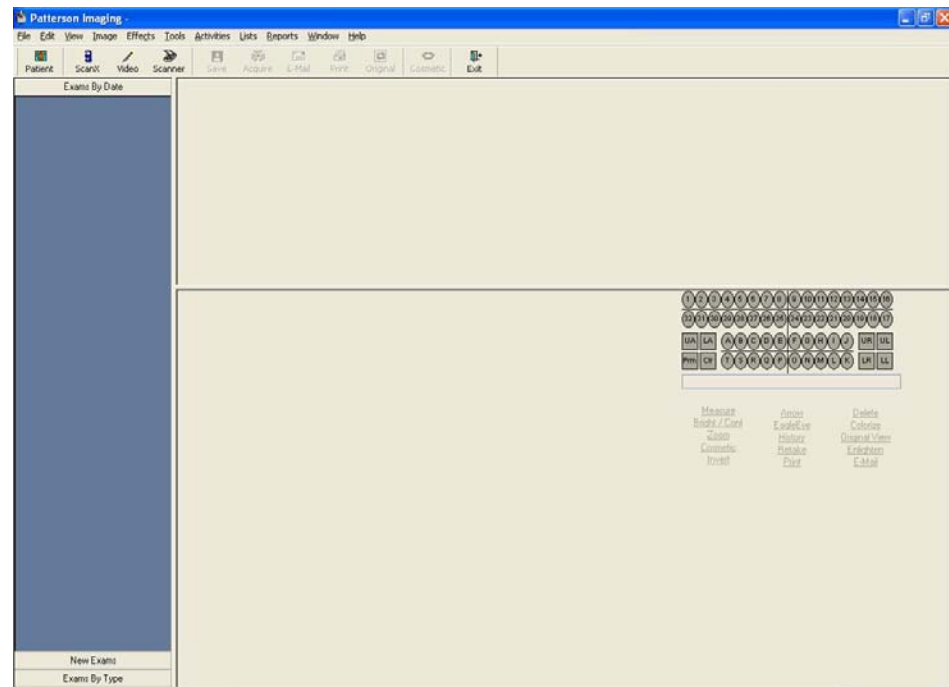 Patterson Imaging -
File Edit View Image Effects Tools Activities Lists Reports Window Help
Patient ScanX Video Scanner Save Acquire E-Mail Print Original Cosmetic Exit
Exams By Date
1 2 3 4 5 6 7 8 9 10 11 12 13 14 15 16
32 31 30 29 28 27 26 25 24 23 22 21 20 19 18 17
UA LA A B C D E F G H I J UR UL
Prm Clr T S R Q P O N M L K LR LL
Measure Arrow Delete
Bright / Cont EagleEye Colorize
Zoom History Original View
Cosmetic Retake Enlighten
Invert Print E-Mail
New Exams
Exams By Type